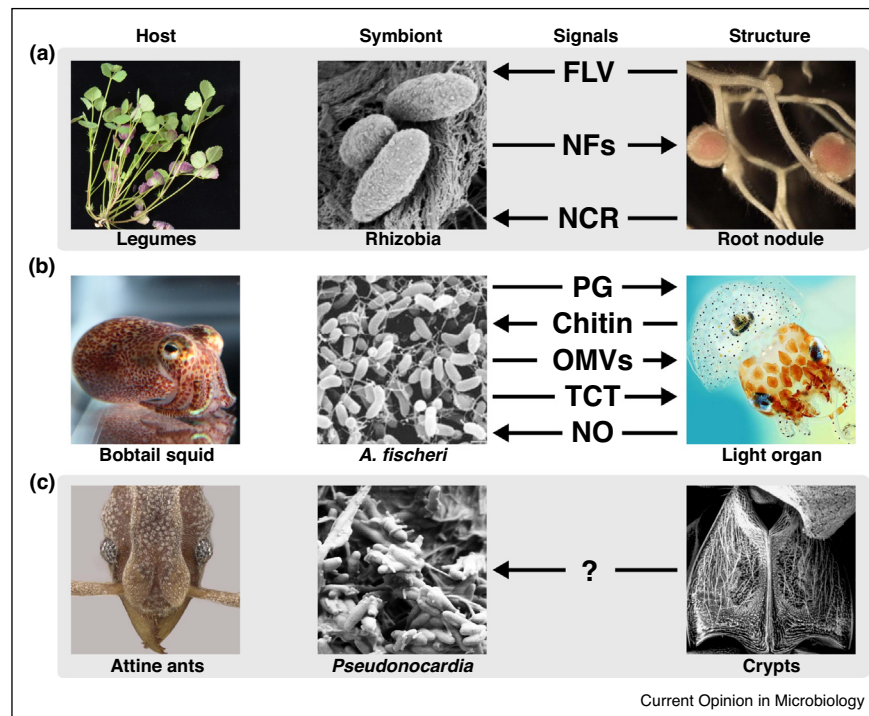 Host Symbiont Signals Structure
(a)
FLV
NFs
NCR
Legumes Rhizobia Root nodule
(b)
PG
Chitin
OMVs
TCT
NO
Bobtail squid A. fischeri Light organ
(c)
?
Attine ants Pseudonocardia Crypts
Current Opinion in Microbiology